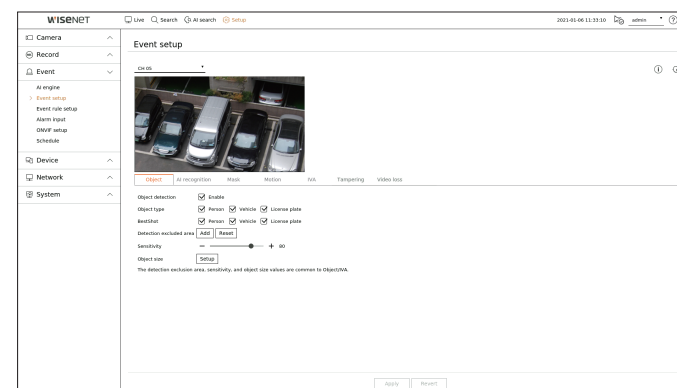 WISENET
Live Search AI search Setup
2021-01-06 11:33:10 admin
Camera
Record
Event
AI engine
> Event setup
Event rule setup
Alarm input
ONVIF setup
Schedule
Device
Network
System
Event setup
CH 05
Object AI recognition Mask Motion IVA Tampering Video loss
Object detection Enable
Object type Person Vehicle License plate
BestShot Person Vehicle License plate
Detection excluded area Add Reset
Sensitivity 80
Object size Setup
The detection exclusion area, sensitivity, and object size values are common to Object/IVA.
Apply Revert